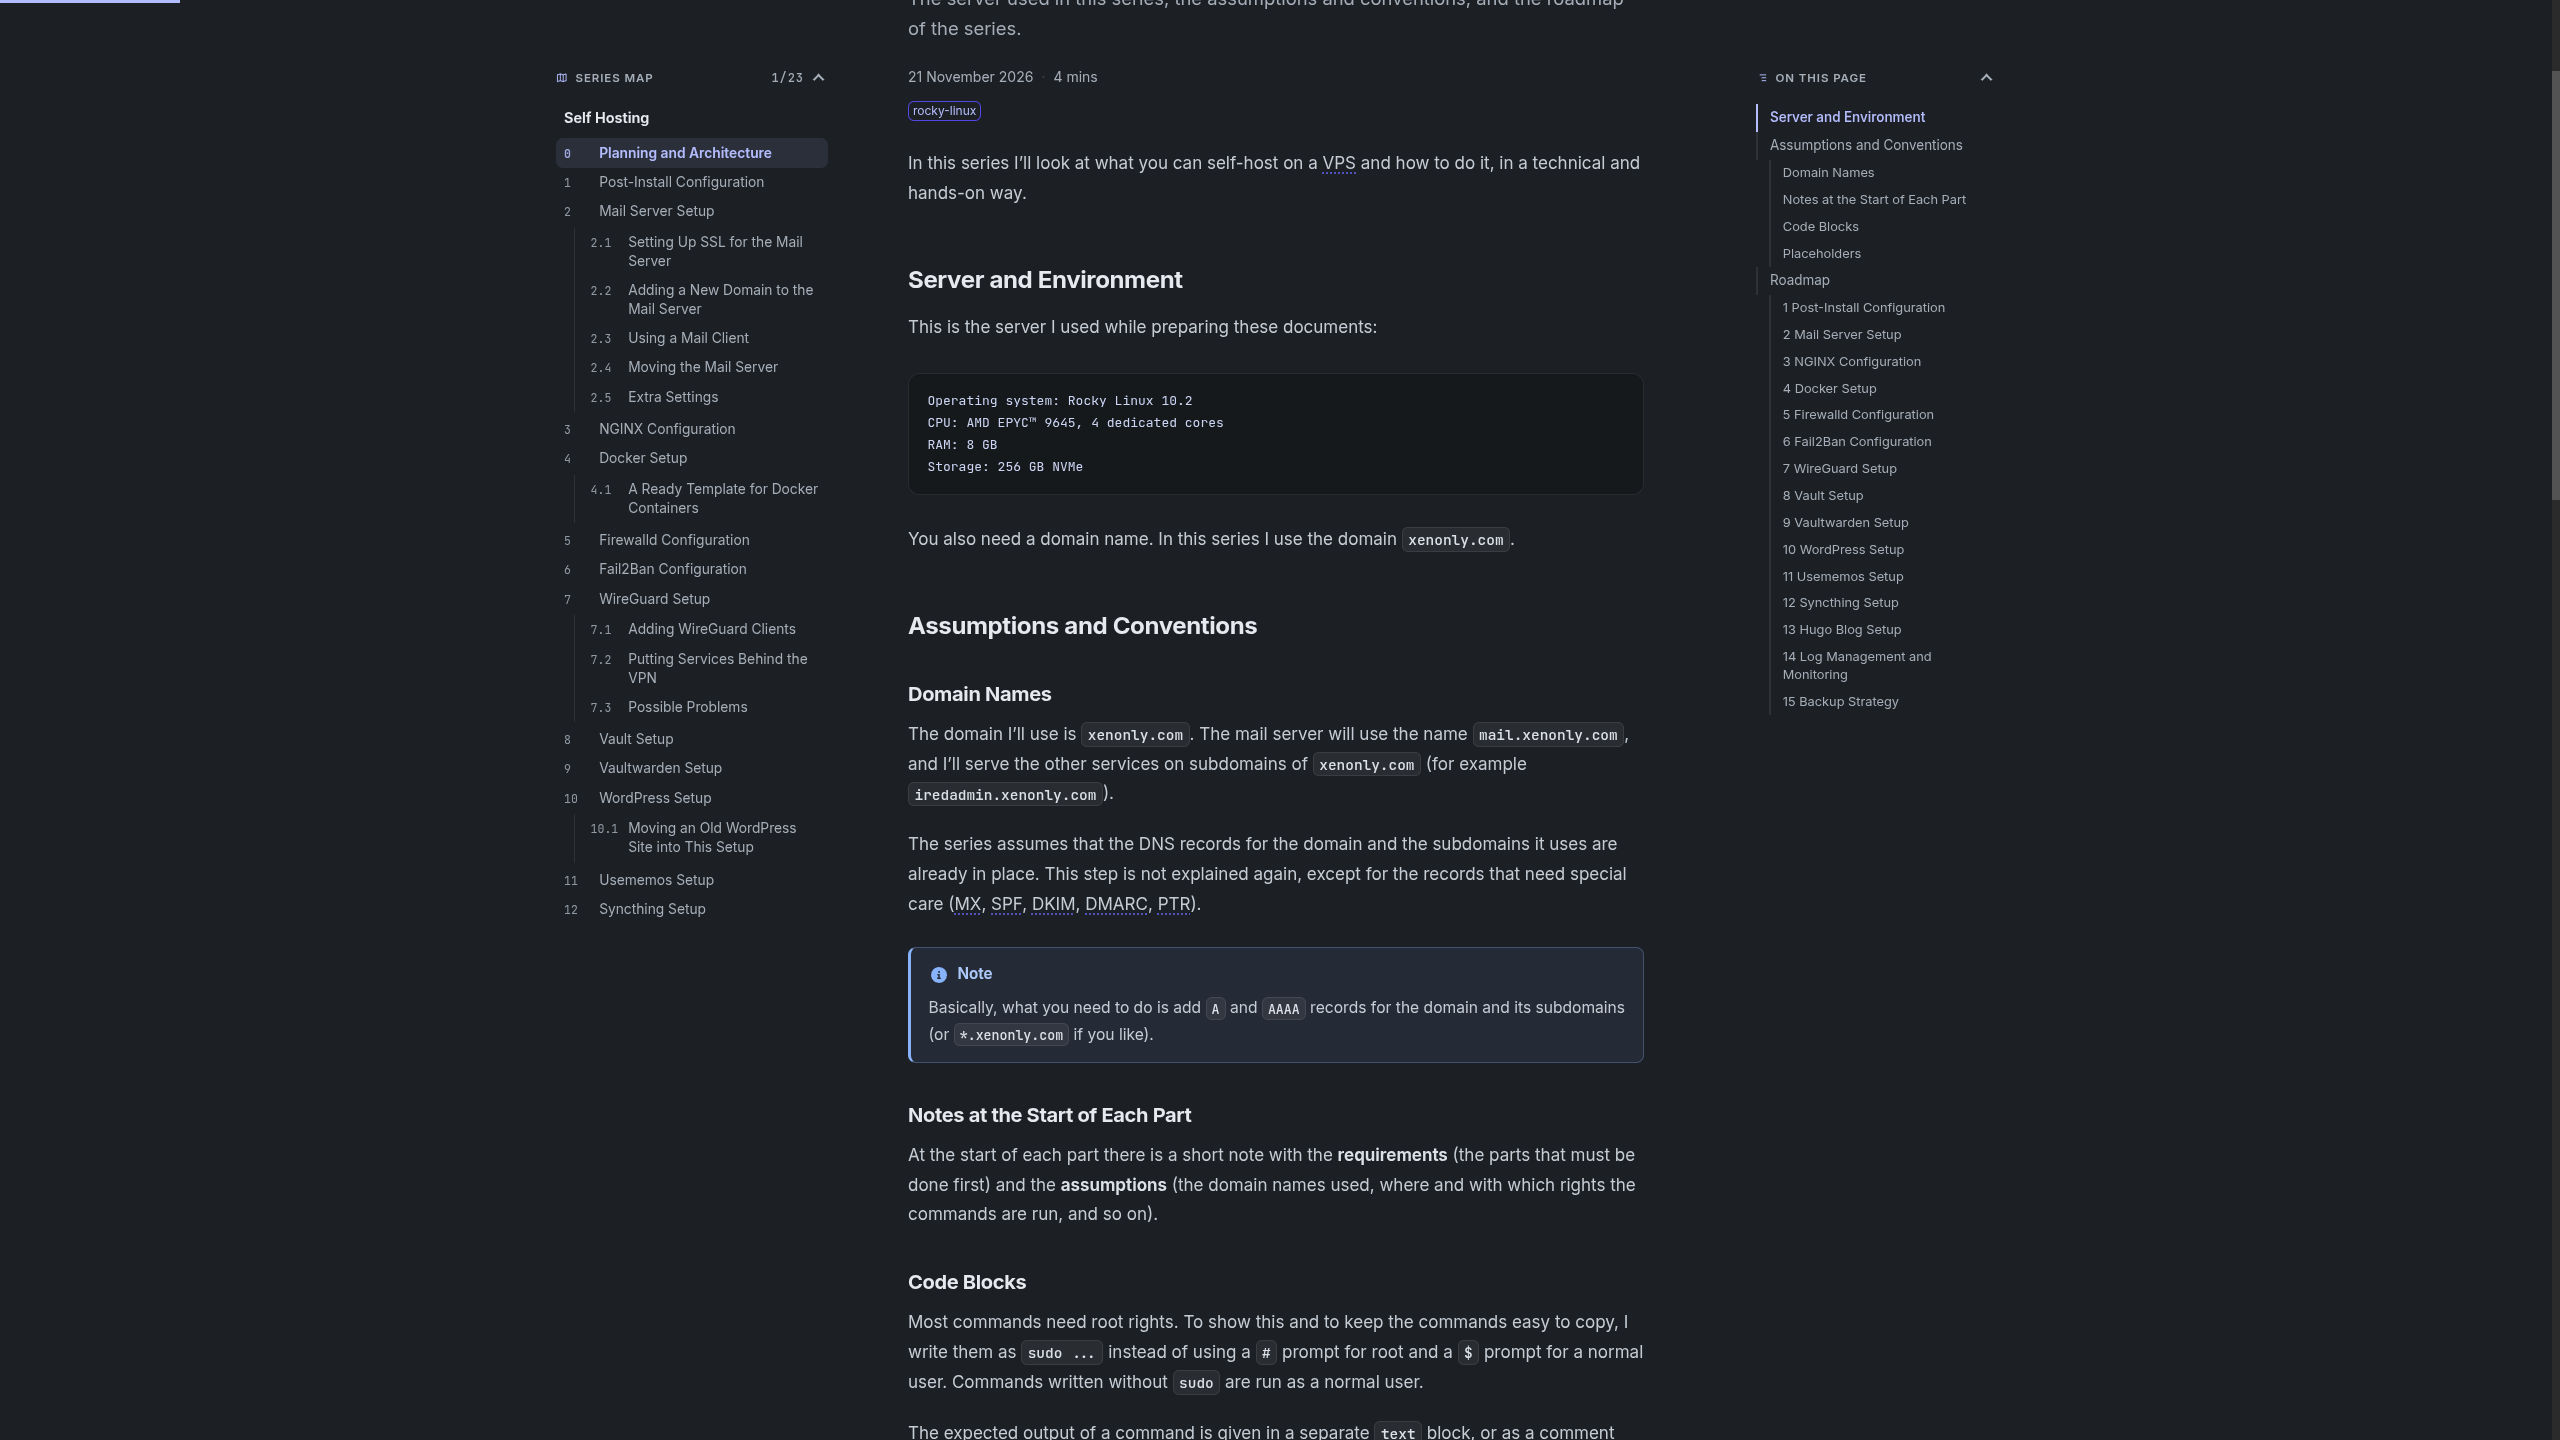 The server used in this series, the assumptions and conventions, and the roadmap
of the series.
SERIES MAP 1/23
Self Hosting
0 Planning and Architecture
1 Post-Install Configuration
2 Mail Server Setup
2.1 Setting Up SSL for the Mail
Server
2.2 Adding a New Domain to the
Mail Server
2.3 Using a Mail Client
2.4 Moving the Mail Server
2.5 Extra Settings
3 NGINX Configuration
4 Docker Setup
4.1 A Ready Template for Docker
Containers
5 Firewalld Configuration
6 Fail2Ban Configuration
7 WireGuard Setup
7.1 Adding WireGuard Clients
7.2 Putting Services Behind the
VPN
7.3 Possible Problems
8 Vault Setup
9 Vaultwarden Setup
10 WordPress Setup
10.1 Moving an Old WordPress
Site into This Setup
11 Usememos Setup
12 Syncthing Setup
21 November 2026 · 4 mins
rocky-linux
In this series I’ll look at what you can self-host on a VPS and how to do it, in a technical and
hands-on way.
Server and Environment
This is the server I used while preparing these documents:
Operating system: Rocky Linux 10.2
CPU: AMD EPYC™ 9645, 4 dedicated cores
RAM: 8 GB
Storage: 256 GB NVMe
You also need a domain name. In this series I use the domain xenonly.com.
Assumptions and Conventions
Domain Names
The domain I’ll use is xenonly.com. The mail server will use the name mail.xenonly.com,
and I’ll serve the other services on subdomains of xenonly.com (for example
iredadmin.xenonly.com).
The series assumes that the DNS records for the domain and the subdomains it uses are
already in place. This step is not explained again, except for the records that need special
care (MX, SPF, DKIM, DMARC, PTR).
Note
Basically, what you need to do is add A and AAAA records for the domain and its subdomains
(or *.xenonly.com if you like).
Notes at the Start of Each Part
At the start of each part there is a short note with the requirements (the parts that must be
done first) and the assumptions (the domain names used, where and with which rights the
commands are run, and so on).
Code Blocks
Most commands need root rights. To show this and to keep the commands easy to copy, I
write them as sudo ... instead of using a # prompt for root and a $ prompt for a normal
user. Commands written without sudo are run as a normal user.
The expected output of a command is given in a separate text block, or as a comment
ON THIS PAGE
Server and Environment
Assumptions and Conventions
Domain Names
Notes at the Start of Each Part
Code Blocks
Placeholders
Roadmap
1 Post-Install Configuration
2 Mail Server Setup
3 NGINX Configuration
4 Docker Setup
5 Firewalld Configuration
6 Fail2Ban Configuration
7 WireGuard Setup
8 Vault Setup
9 Vaultwarden Setup
10 WordPress Setup
11 Usememos Setup
12 Syncthing Setup
13 Hugo Blog Setup
14 Log Management and
Monitoring
15 Backup Strategy